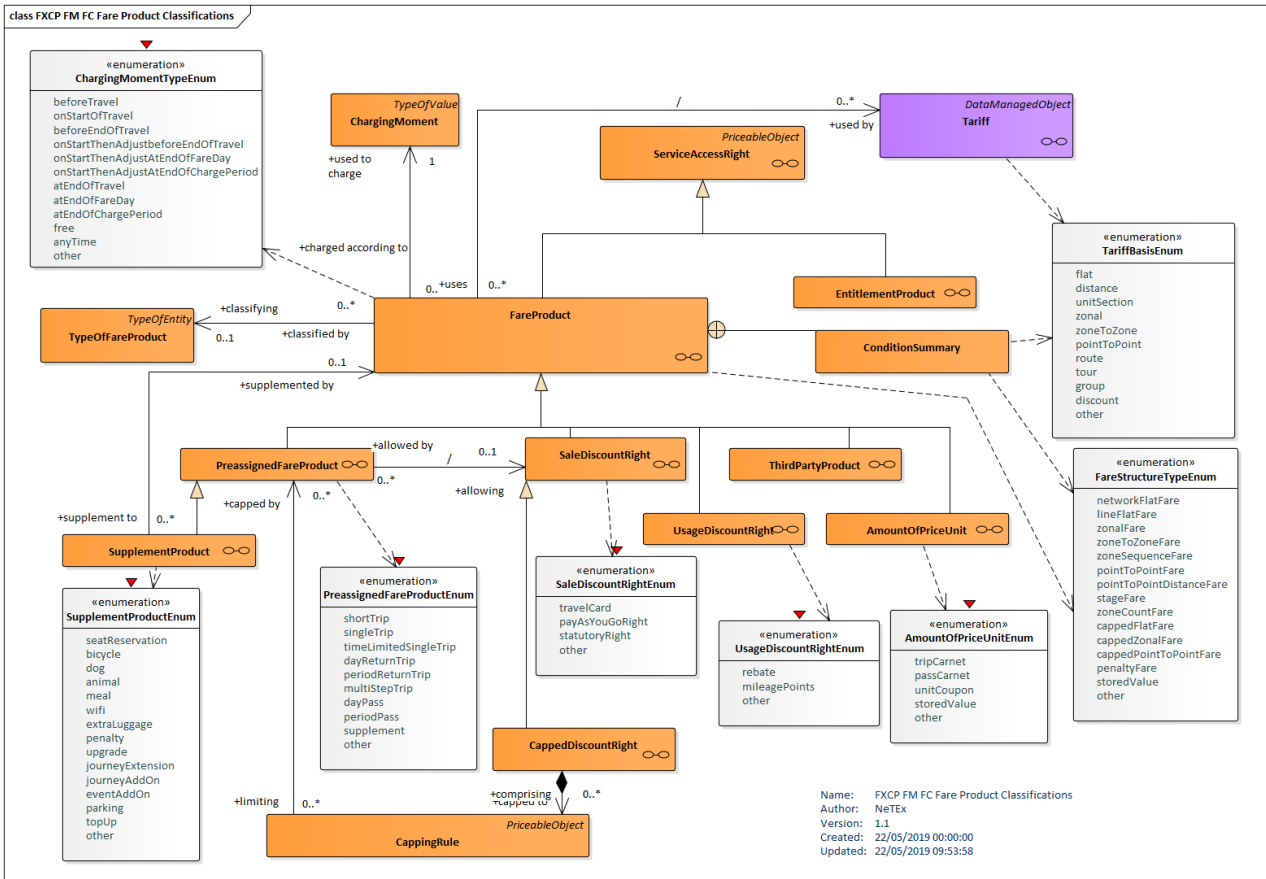 class FXCP FM FC Fare Product Classifications
«enumeration»
ChargingMomentTypeEnum
beforeTravel
onStartOfTravel
beforeEndOfTravel
onStartThenAdjustbeforeEndOfTravel
onStartThenAdjustAtEndOfFareDay
onStartThenAdjustAtEndOfChargePeriod
atEndOfTravel
atEndOfFareDay
atEndOfChargePeriod
free
anyTime
other
TypeOfValue
ChargingMoment
+used to
charge
1
/
0..*
+used by
DataManagedObject
Tariff
PriceableObject
ServiceAccessRight
+charged according to
0..
+uses
0..*
EntitlementProduct
«enumeration»
TariffBasisEnum
flat
distance
unitSection
zonal
zoneToZone
pointToPoint
route
tour
group
discount
other
TypeOfEntity
TypeOfFareProduct
+classifying
0..*
0..1
+classified by
FareProduct
ConditionSummary
0..1
+supplemented by
PreassignedFareProduct
+allowed by
/
0..1
0..*
SaleDiscountRight
+allowing
ThirdPartyProduct
+capped by
0..*
UsageDiscountRight
AmountOfPriceUnit
+supplement to
0..*
SupplementProduct
«enumeration»
FareStructureTypeEnum
networkFlatFare
lineFlatFare
zonalFare
zoneToZoneFare
zoneSequenceFare
pointToPointFare
pointToPointDistanceFare
stageFare
zoneCountFare
cappedFlatFare
cappedZonalFare
cappedPointToPointFare
penaltyFare
storedValue
other
«enumeration»
SupplementProductEnum
seatReservation
bicycle
dog
animal
meal
wifi
extraLuggage
penalty
upgrade
journeyExtension
journeyAddOn
eventAddOn
parking
topUp
other
«enumeration»
PreassignedFareProductEnum
shortTrip
singleTrip
timeLimitedSingleTrip
dayReturnTrip
periodReturnTrip
multiStepTrip
dayPass
periodPass
supplement
other
«enumeration»
SaleDiscountRightEnum
travelCard
payAsYouGoRight
statutoryRight
other
«enumeration»
UsageDiscountRightEnum
rebate
mileagePoints
other
«enumeration»
AmountOfPriceUnitEnum
tripCarnet
passCarnet
unitCoupon
storedValue
other
CappedDiscountRight
+comprising
0..*
+capped to
+limiting
0..*
PriceableObject
CappingRule
Name: FXCP FM FC Fare Product Classifications
Author: NeTEx
Version: 1.1
Created: 22/05/2019 00:00:00
Updated: 22/05/2019 09:53:58